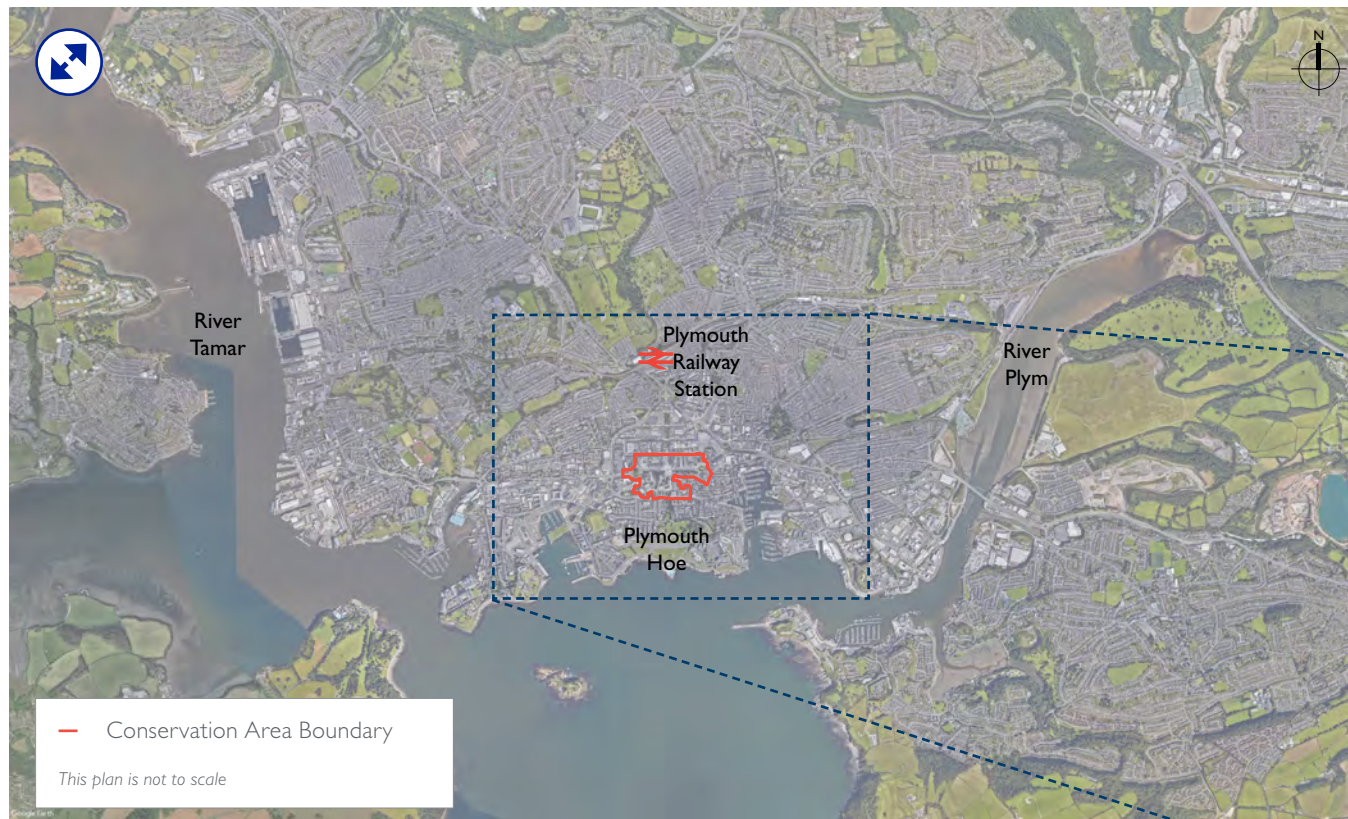 N
River
Tamar
Plymouth
Railway
Station
River
Plym
Plymouth
Hoe
Conservation Area Boundary
This plan is not to scale
Google Earth